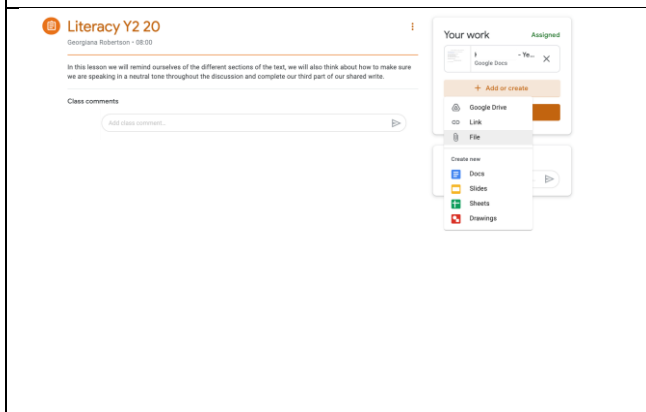 Literacy Y2 20
Georgiana Robertson • 08:00
In this lesson we will remind ourselves of the different sections of the text, we will also think about how to make sure
we are speaking in a neutral tone throughout the discussion and complete our third part of our shared write.
Class comments
Add class comment...
Your work
Assigned
- Ye...
Google Docs
+ Add or create
Google Drive
Link
File
Create new
Docs
Slides
Sheets
Drawings